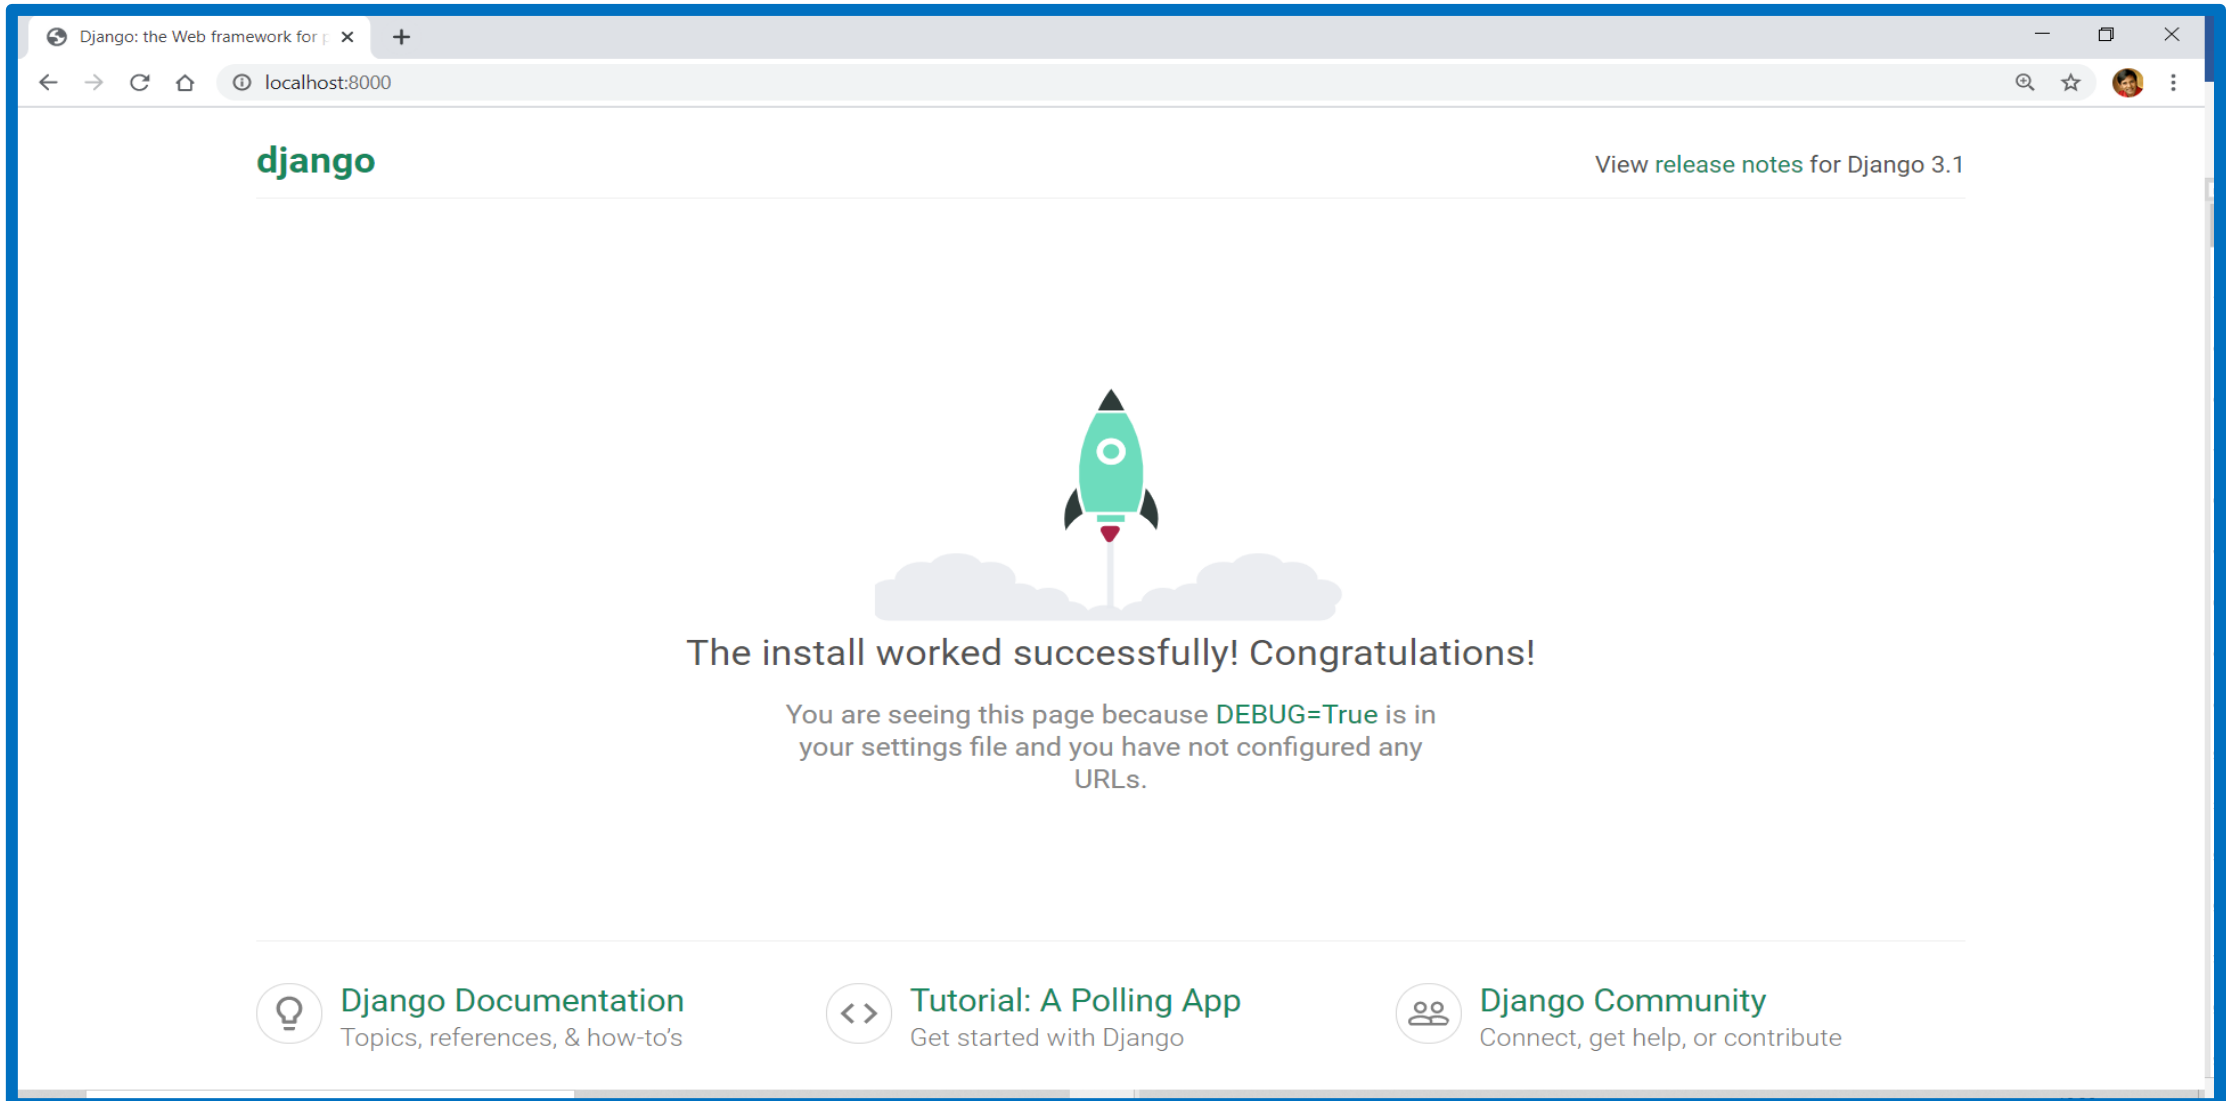 Django: the Web framework for p
localhost:8000
django
View release notes for Django 3.1
The install worked successfully! Congratulations!
You are seeing this page because DEBUG=True is in
your settings file and you have not configured any
URLs.
Django Documentation
Topics, references, & how-to’s
Tutorial: A Polling App
Get started with Django
Django Community
Connect, get help, or contribute